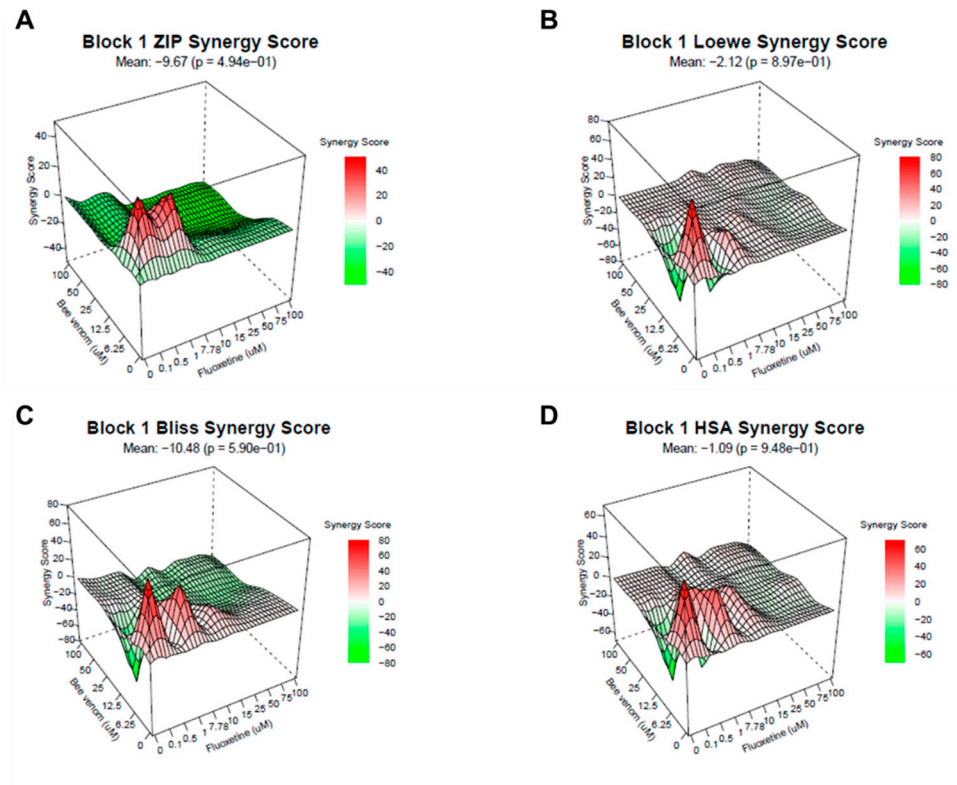 A
Block 1 ZIP Synergy Score
Mean: −9.67 (p = 4.94e−01)
Synergy Score
40
20
0
−20
−40
Synergy Score
40
20
0
−20
−40
100
50
25
12.5
6.25
0
Bee venom (uM)
0 0.1 0.5 1 7.78 10 15 25 50 75 100
Fluoxetine (uM)
B
Block 1 Loewe Synergy Score
Mean: −2.12 (p = 8.97e−01)
Synergy Score
80
60
40
20
0
−20
−40
−60
−80
Synergy Score
80
60
40
20
0
−20
−40
−60
−80
100
50
25
12.5
6.25
0
Bee venom (uM)
0 0.1 0.5 1 7.78 10 15 25 50 75 100
Fluoxetine (uM)
C
Block 1 Bliss Synergy Score
Mean: −10.48 (p = 5.90e−01)
Synergy Score
80
60
40
20
0
−20
−40
−60
−80
Synergy Score
80
60
40
20
0
−20
−40
−60
−80
100
50
25
12.5
6.25
0
Bee venom (uM)
0 0.1 0.5 1 7.78 10 15 25 50 75 100
Fluoxetine (uM)
D
Block 1 HSA Synergy Score
Mean: −1.09 (p = 9.48e−01)
Synergy Score
60
40
20
0
−20
−40
−60
Synergy Score
60
40
20
0
−20
−40
−60
100
50
25
12.5
6.25
0
Bee venom (uM)
0 0.1 0.5 1 7.78 10 15 25 50 75 100
Fluoxetine (uM)